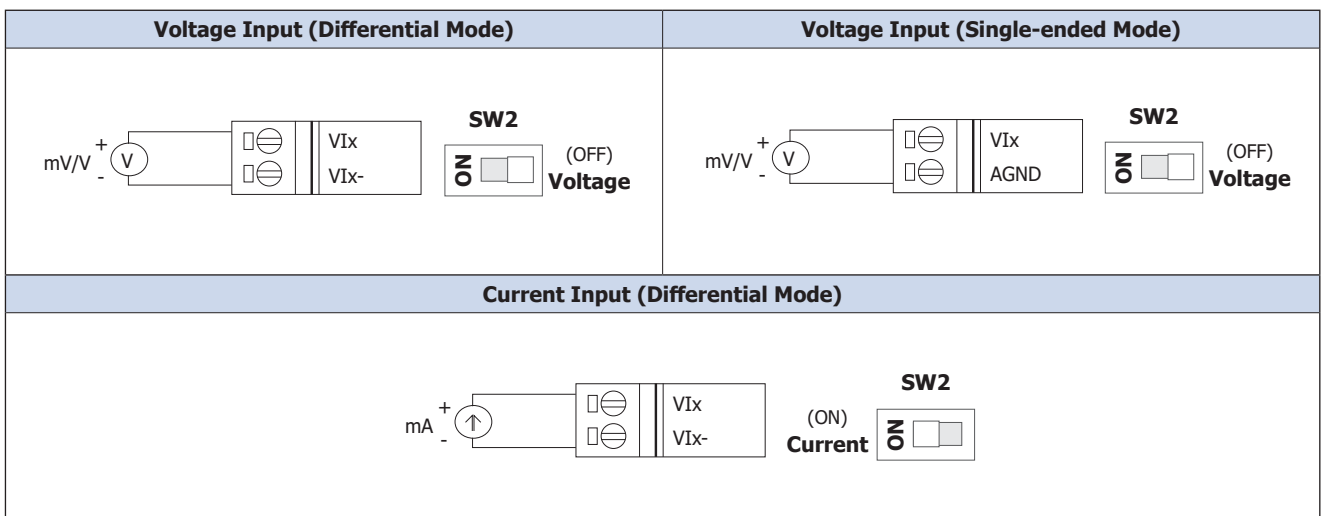 Voltage Input (Differential Mode)
Voltage Input (Single-ended Mode)
mV/V
+
-
V
VIx
VIx-
SW2
ON
(OFF)
Voltage
mV/V
+
-
V
VIx
AGND
SW2
ON
(OFF)
Voltage
Current Input (Differential Mode)
mA
+
-
VIx
VIx-
(ON)
Current
SW2
ON